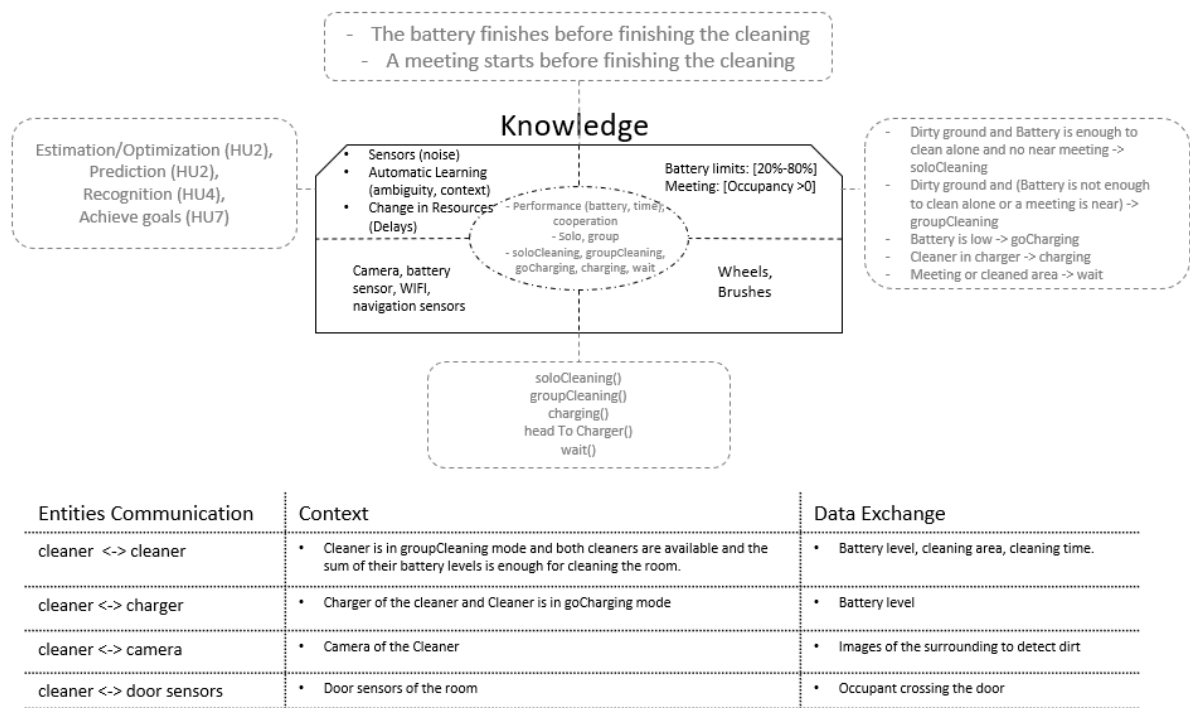 - The battery finishes before finishing the cleaning
- A meeting starts before finishing the cleaning
Knowledge
Estimation/Optimization (HU2),
Prediction (HU2),
Recognition (HU4),
Achieve goals (HU7)
• Sensors (noise)
• Automatic Learning
(ambiguity, context)
• Change in Resources
(Delays)
Battery limits: [20%-80%]
Meeting: [Occupancy >0]
- Performance (battery, time),
cooperation
- Solo, group
- soloCleaning, groupCleaning,
goCharging, charging, wait
Camera, battery
sensor, WIFI,
navigation sensors
Wheels,
Brushes
- Dirty ground and Battery is enough to
clean alone and no near meeting ->
soloCleaning
- Dirty ground and (Battery is not enough
to clean alone or a meeting is near) ->
groupCleaning
- Battery is low -> goCharging
- Cleaner in charger -> charging
- Meeting or cleaned area -> wait
soloCleaning()
groupCleaning()
charging()
head To Charger()
wait()
Entities Communication Context Data Exchange
cleaner <-> cleaner • Cleaner is in groupCleaning mode and both cleaners are available and the • Battery level, cleaning area, cleaning time.
sum of their battery levels is enough for cleaning the room.
cleaner <-> charger • Charger of the cleaner and Cleaner is in goCharging mode • Battery level
cleaner <-> camera • Camera of the Cleaner • Images of the surrounding to detect dirt
cleaner <-> door sensors • Door sensors of the room • Occupant crossing the door